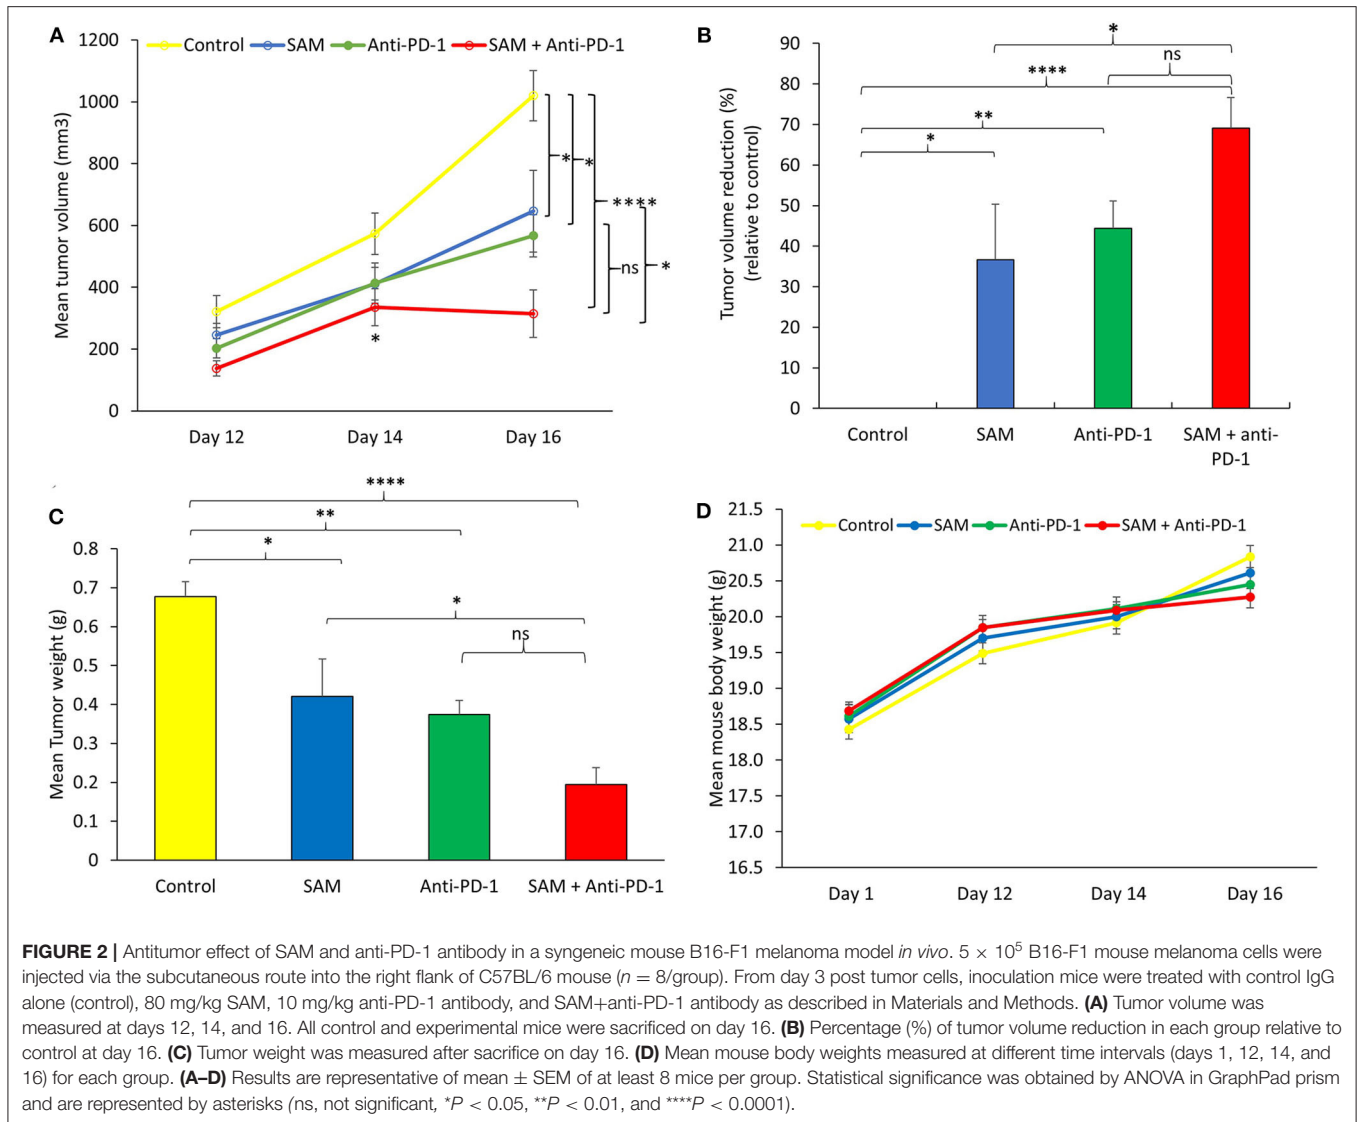 A
1200
Control SAM Anti-PD-1 SAM + Anti-PD-1
1000
800
600
400
200
0
Mean tumor volume (mm3)
Day 12 Day 14 Day 16
*
*
*
****
ns
*
B
90
80
70
60
50
40
30
20
10
0
Tumor volume reduction (%)
(relative to control)
*
ns
****
**
*
Control SAM Anti-PD-1 SAM + anti-
PD-1
C
****
**
*
*
ns
0.8
0.7
0.6
0.5
0.4
0.3
0.2
0.1
0
Mean Tumor weight (g)
Control SAM Anti-PD-1 SAM + Anti-PD-1
D
21.5
Control SAM Anti-PD-1 SAM + Anti-PD-1
21.0
20.5
20.0
19.5
19.0
18.5
18.0
17.5
17.0
16.5
Mean mouse body weight (g)
Day 1 Day 12 Day 14 Day 16
FIGURE 2 | Antitumor effect of SAM and anti-PD-1 antibody in a syngeneic mouse B16-F1 melanoma model in vivo. 5 × 10⁵ B16-F1 mouse melanoma cells were
injected via the subcutaneous route into the right flank of C57BL/6 mouse (n = 8/group). From day 3 post tumor cells, inoculation mice were treated with control IgG
alone (control), 80 mg/kg SAM, 10 mg/kg anti-PD-1 antibody, and SAM+anti-PD-1 antibody as described in Materials and Methods. (A) Tumor volume was
measured at days 12, 14, and 16. All control and experimental mice were sacrificed on day 16. (B) Percentage (%) of tumor volume reduction in each group relative to
control at day 16. (C) Tumor weight was measured after sacrifice on day 16. (D) Mean mouse body weights measured at different time intervals (days 1, 12, 14, and
16) for each group. (A–D) Results are representative of mean ± SEM of at least 8 mice per group. Statistical significance was obtained by ANOVA in GraphPad prism
and are represented by asterisks (ns, not significant, *P < 0.05, **P < 0.01, and ****P < 0.0001).